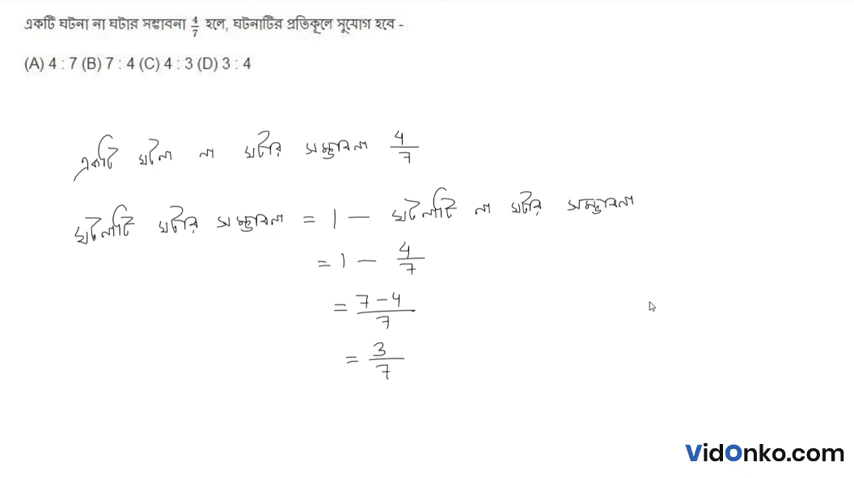 একটি ঘটনা না ঘটার সম্ভাবনা 4/7 হলে, ঘটনাটির প্রতিকূলে সুযোগ হবে -
(A) 4 : 7 (B) 7 : 4 (C) 4 : 3 (D) 3 : 4
একটি ঘটনা না ঘটার সম্ভাবনা 4/7
ঘটনাটি ঘটার সম্ভাবনা = 1 - ঘটনাটি না ঘটার সম্ভাবনা
= 1 - 4/7
= 7-4/7
= 3/7
VidOnko.com